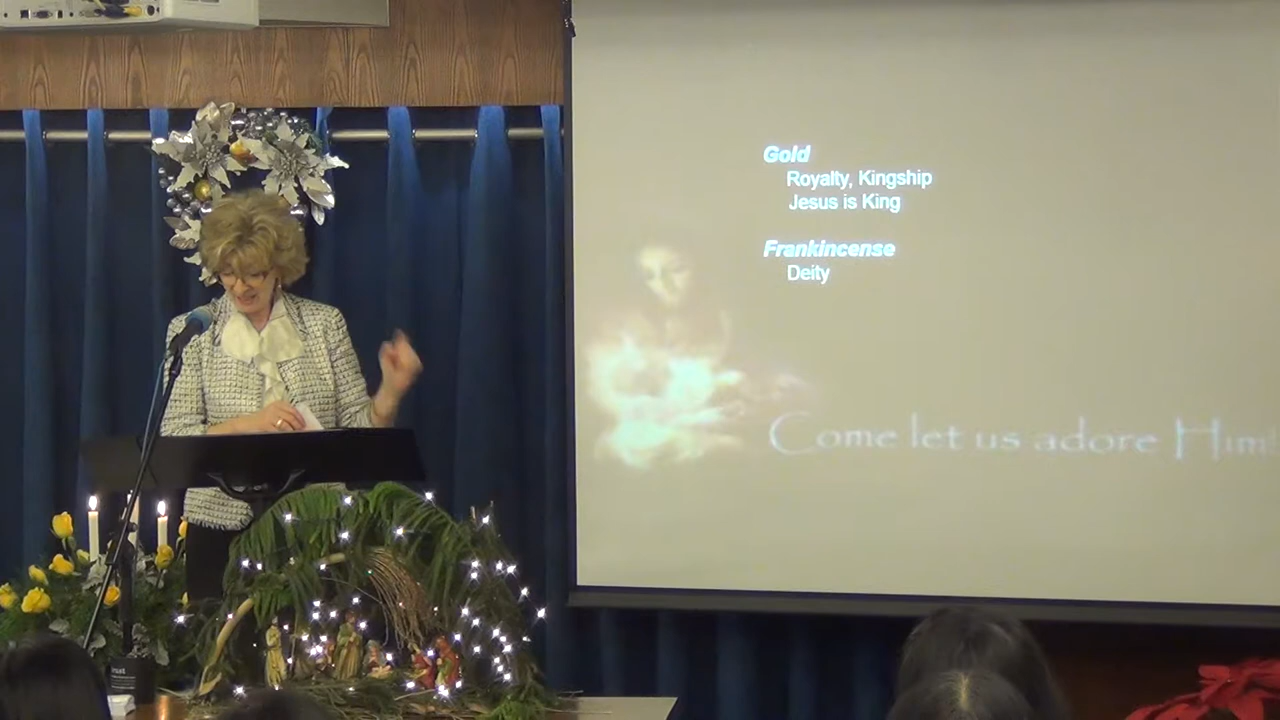 Gold
Royalty, Kingship
Jesus is King
Frankincense
Deity
Come let us adore Him!